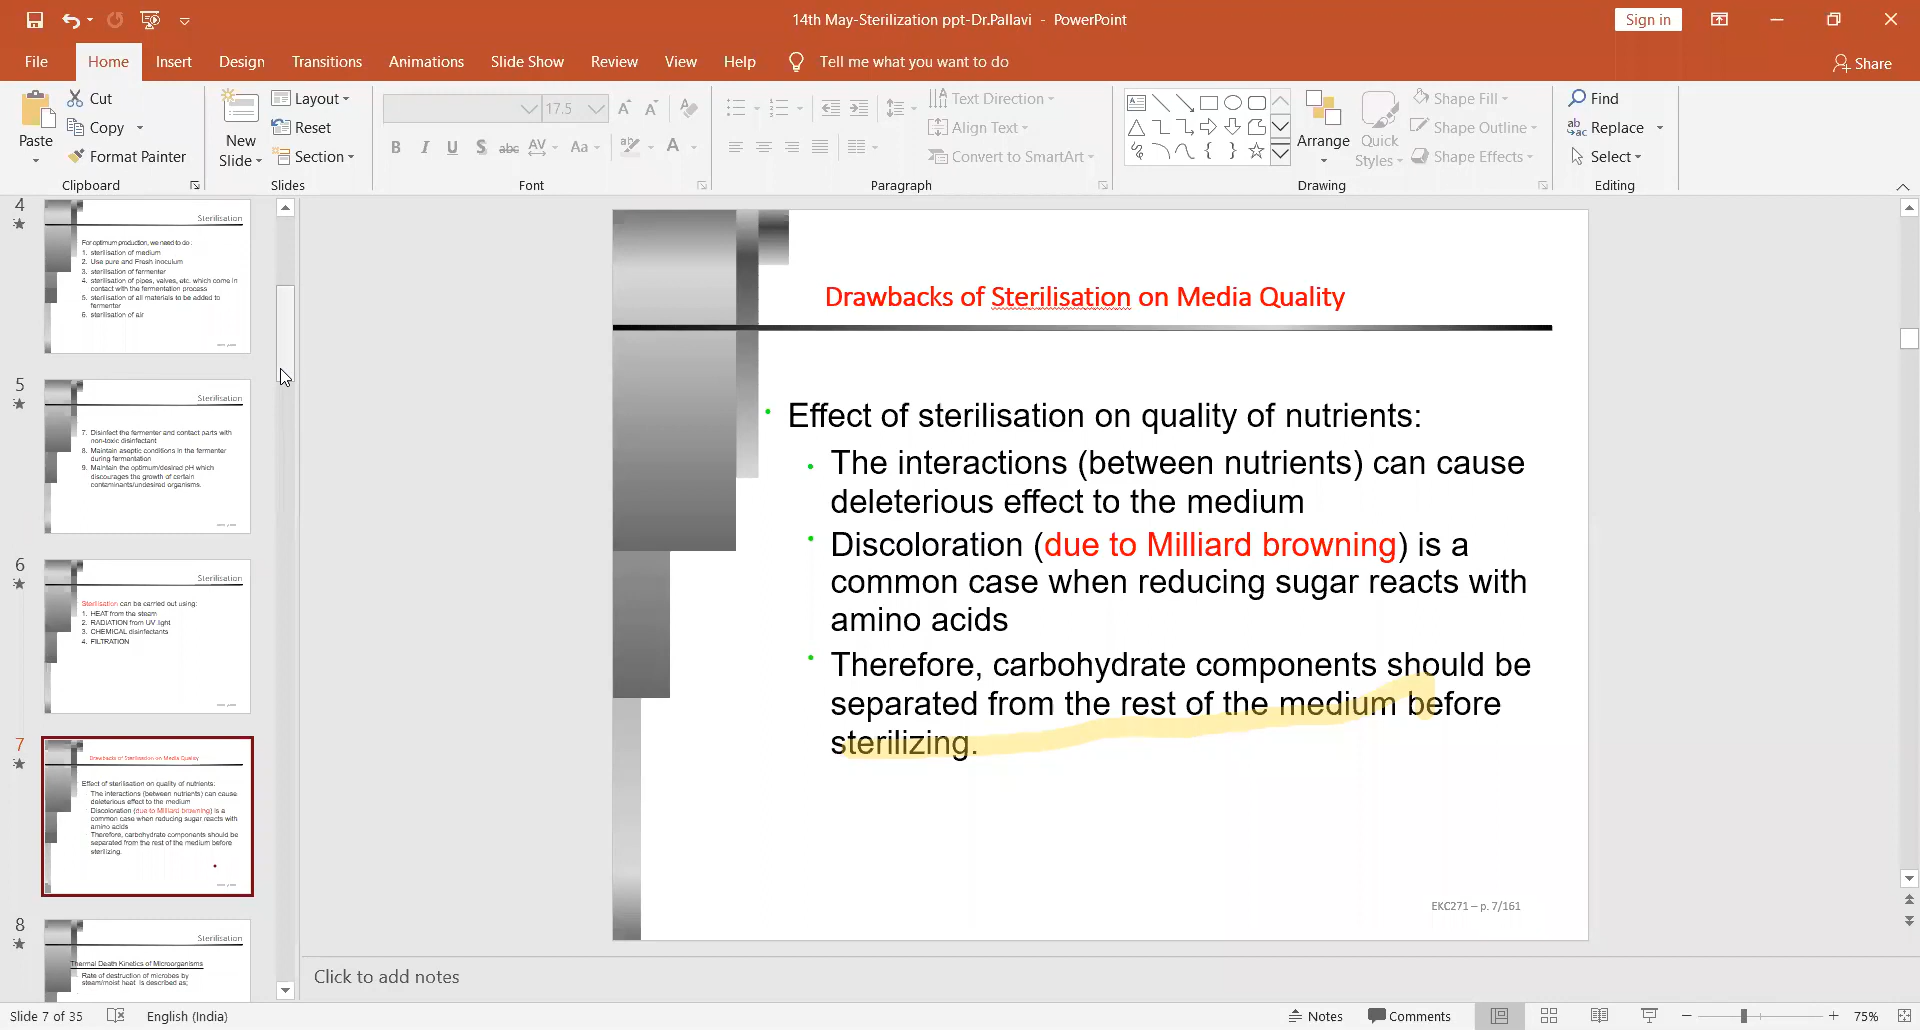 14th May-Sterilization ppt-Dr.Pallavi - PowerPoint
Sign in
File Home Insert Design Transitions Animations Slide Show Review View Help Tell me what you want to do
Share
Paste
Cut
Copy
Format Painter
Clipboard
New
Slide
Layout
Reset
Section
Slides
17.5
B I U S abc AV Aa A
Font
Text Direction
Align Text
Convert to SmartArt
Paragraph
Arrange
Quick
Styles
Shape Fill
Shape Outline
Shape Effects
Drawing
Find
Replace
Select
Editing
4
Sterilisation
For optimum production, we need to do :
1. sterilisation of medium
2. Use pure and Fresh inoculum
3. sterilisation of fermenter
4. sterilisation of pipes, valves, etc. which come in
contact with the fermentation process
5. sterilisation of all materials to be added to
fermentor
6. sterilisation of air
5
Sterilisation
7. Disinfect the fermenter and contact parts with
non-toxic disinfectant
8. Maintain aseptic conditions in the fermenter
during fermentation
9. Maintain the optimum/desired pH which
discourages the growth of certain
contaminants/undesired organisms.
6
Sterilisation
Sterilisation can be carried out using:
1. HEAT from the steam
2. RADIATION from UV light
3. CHEMICAL disinfectants
4. FILTRATION
7
Drawbacks of Sterilisation on Media Quality
Effect of sterilisation on quality of nutrients:
The interactions (between nutrients) can cause
deleterious effect to the medium
Discoloration (due to Milliard browning) is a
common case when reducing sugar reacts with
amino acids
Therefore, carbohydrate components should be
separated from the rest of the medium before
sterilizing.
8
Sterilisation
Thermal Death Kinetics of Microorganisms
Rate of destruction of microbes by
steam/moist heat is described as;
Drawbacks of Sterilisation on Media Quality
• Effect of sterilisation on quality of nutrients:
• The interactions (between nutrients) can cause
deleterious effect to the medium
• Discoloration (due to Milliard browning) is a
common case when reducing sugar reacts with
amino acids
• Therefore, carbohydrate components should be
separated from the rest of the medium before
sterilizing.
EKC271 – p. 7/161
Click to add notes
Slide 7 of 35 English (India) Notes Comments 75%